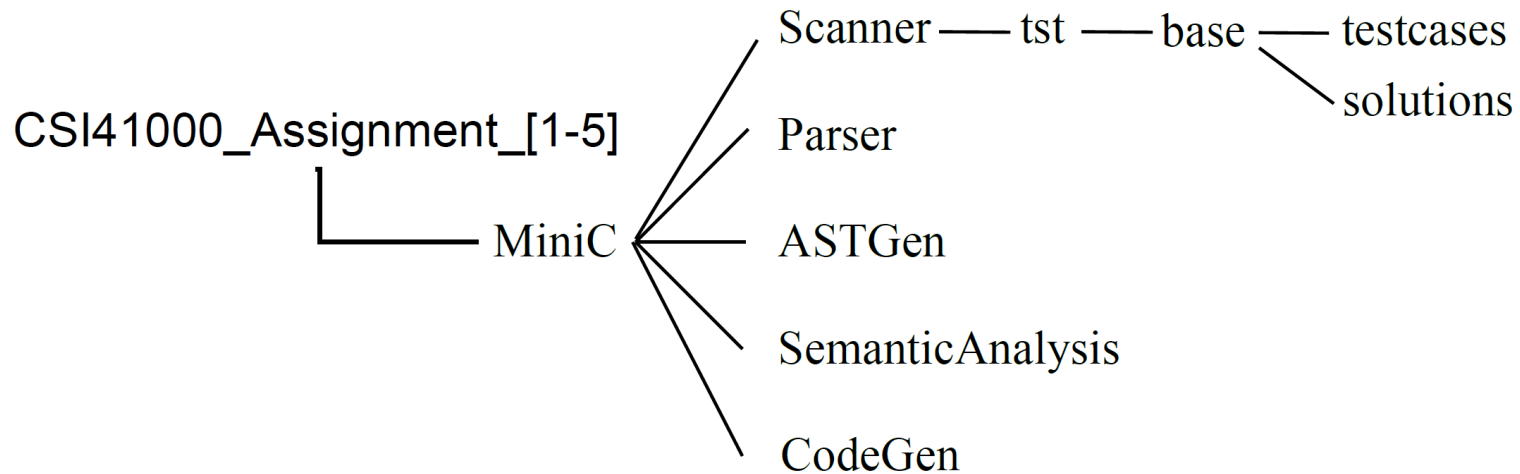 Scanner tst base testcases
solutions
CSI41000_Assignment_[1-5]
Parser
MiniC
ASTGen
SemanticAnalysis
CodeGen